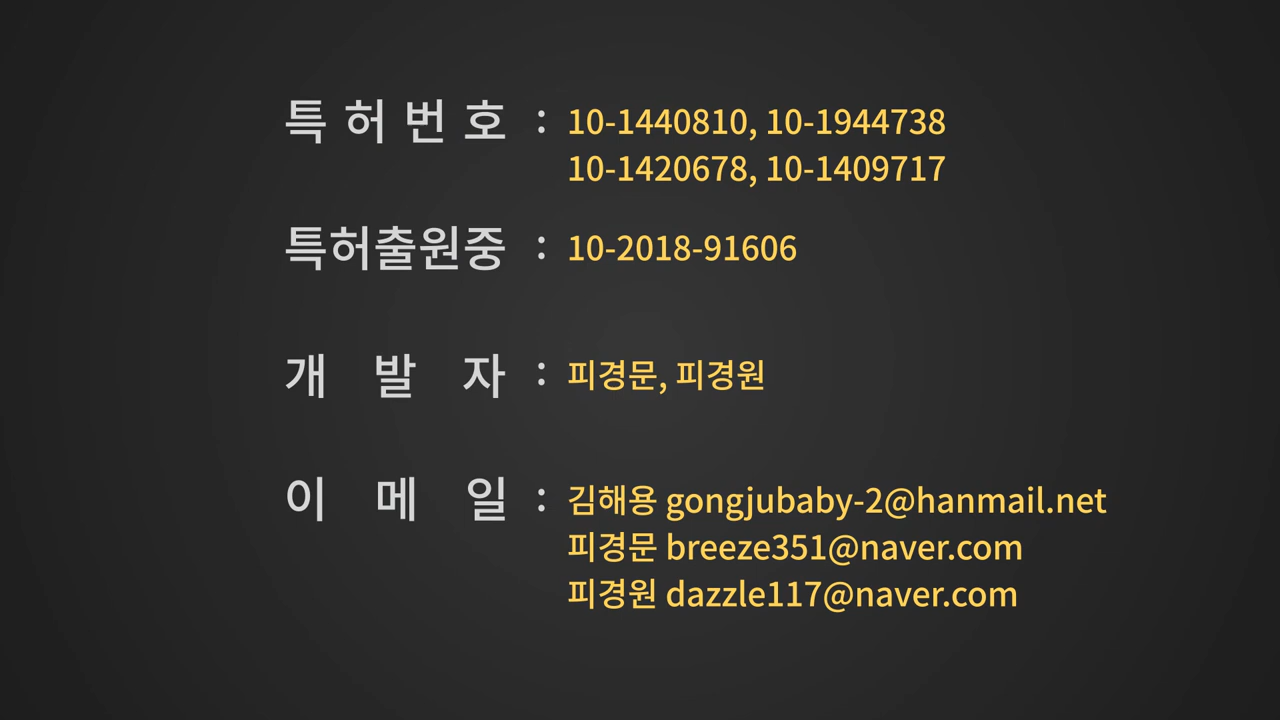 특 허 번 호 : 10-1440810, 10-1944738
10-1420678, 10-1409717
특허출원중 : 10-2018-91606
개 발 자 : 피경문, 피경원
이 메 일 : 김해용 gongjubaby-2@hanmail.net
피경문 breeze351@naver.com
피경원 dazzle117@naver.com